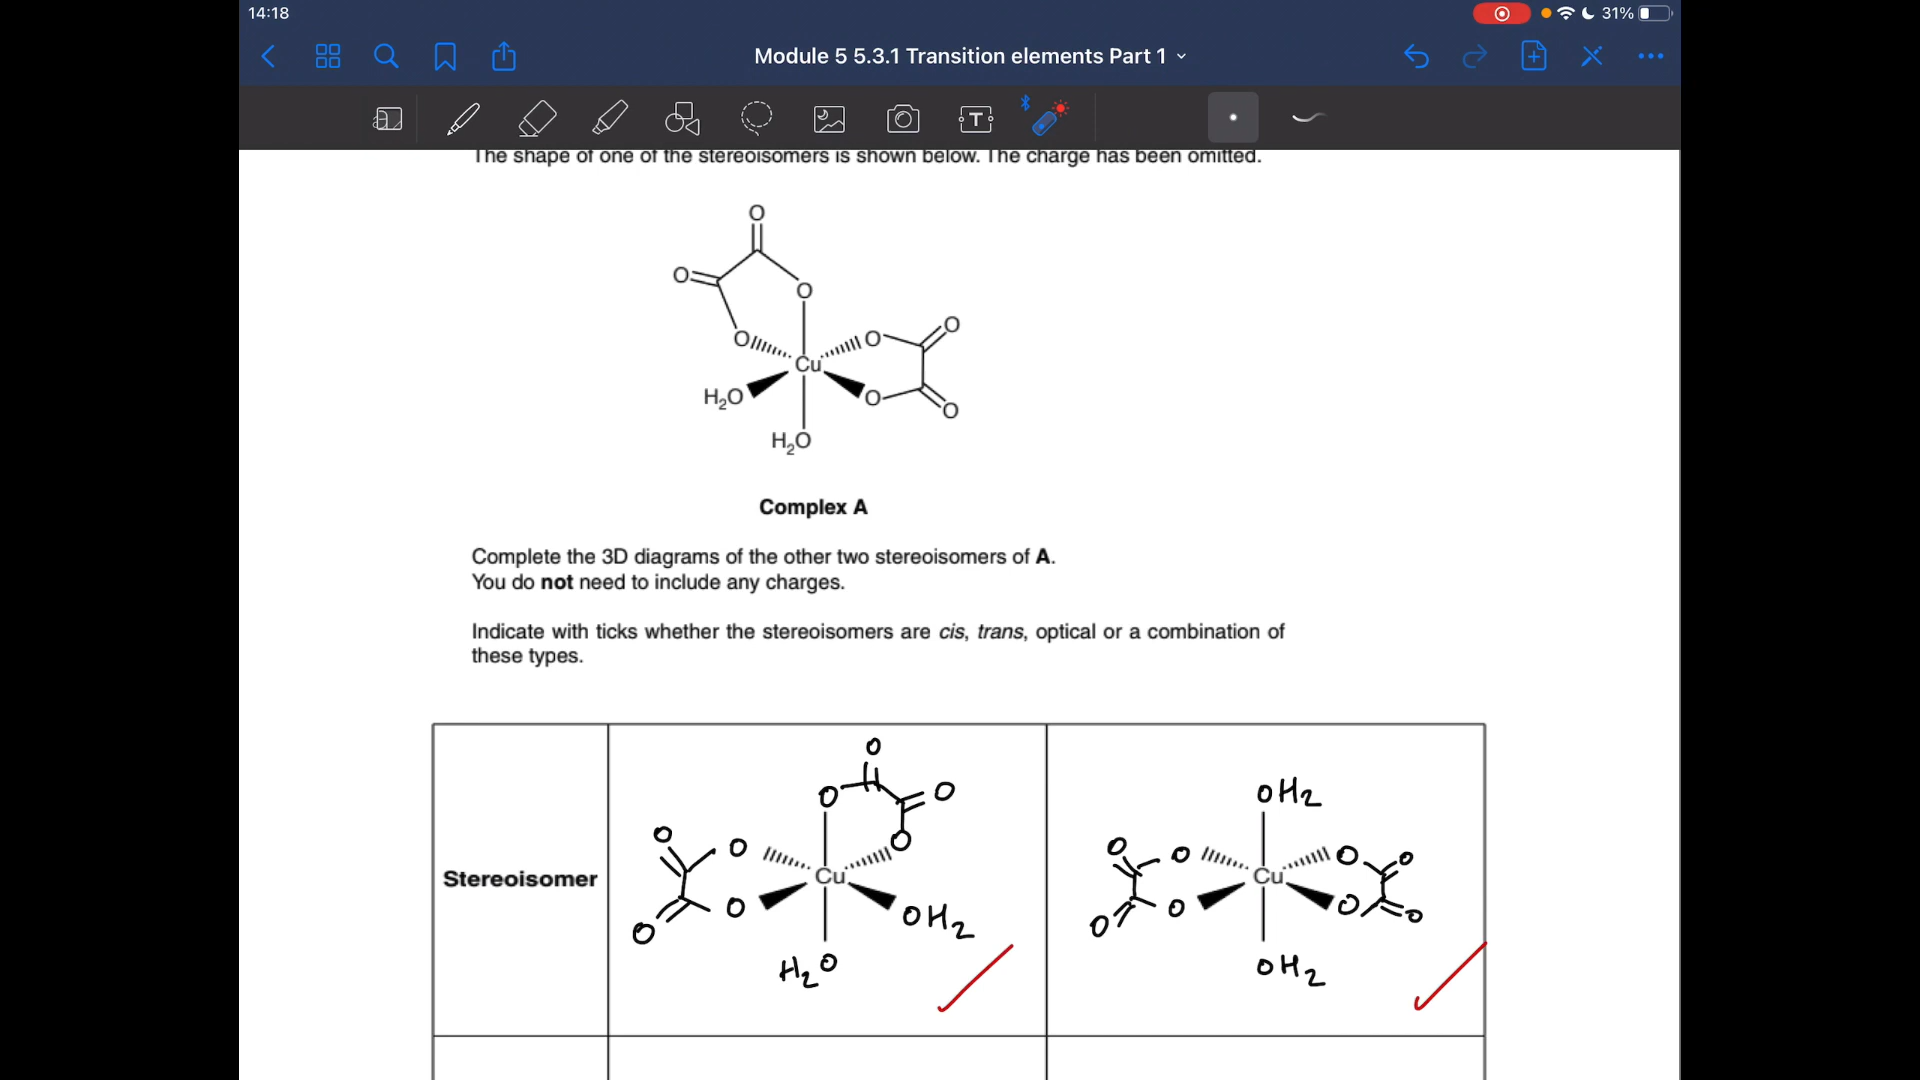 14:18
31%
Module 5 5.3.1 Transition elements Part 1
T
The shape of one of the stereoisomers is shown below. The charge has been omitted.
O
O
O
O
O
O
Cu
H₂O
O
O
H₂O
Complex A
Complete the 3D diagrams of the other two stereoisomers of A.
You do not need to include any charges.
Indicate with ticks whether the stereoisomers are cis, trans, optical or a combination of
these types.
Stereoisomer
O
O
O
O
O
O
Cu
O
O
OH₂
H₂O
OH₂
O
O
O
O
Cu
O
O
O
O
OH₂